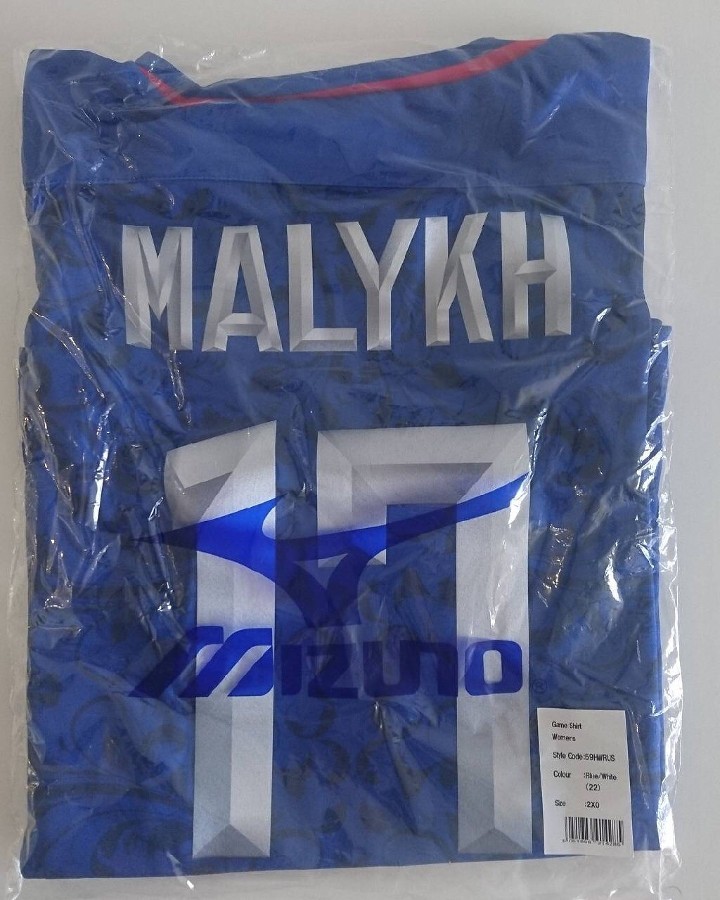 MALYKH
17
MIZUNO
Game Shirt
Womens
Style Code:59HWRUS
Colour :Blue/White
(22)
Size :2XO